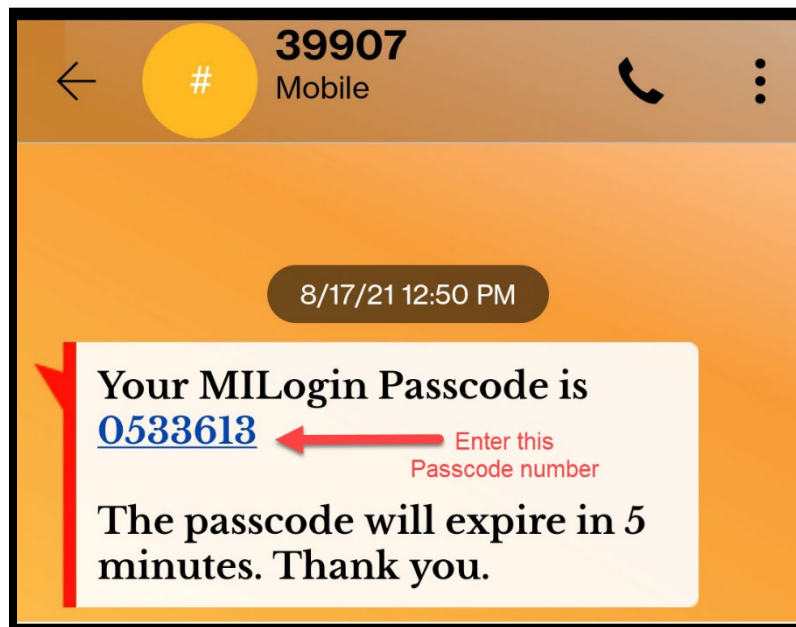 39907
#
Mobile
8/17/21 12:50 PM
Your MILogin Passcode is
0533613
Enter this
Passcode number
The passcode will expire in 5
minutes. Thank you.